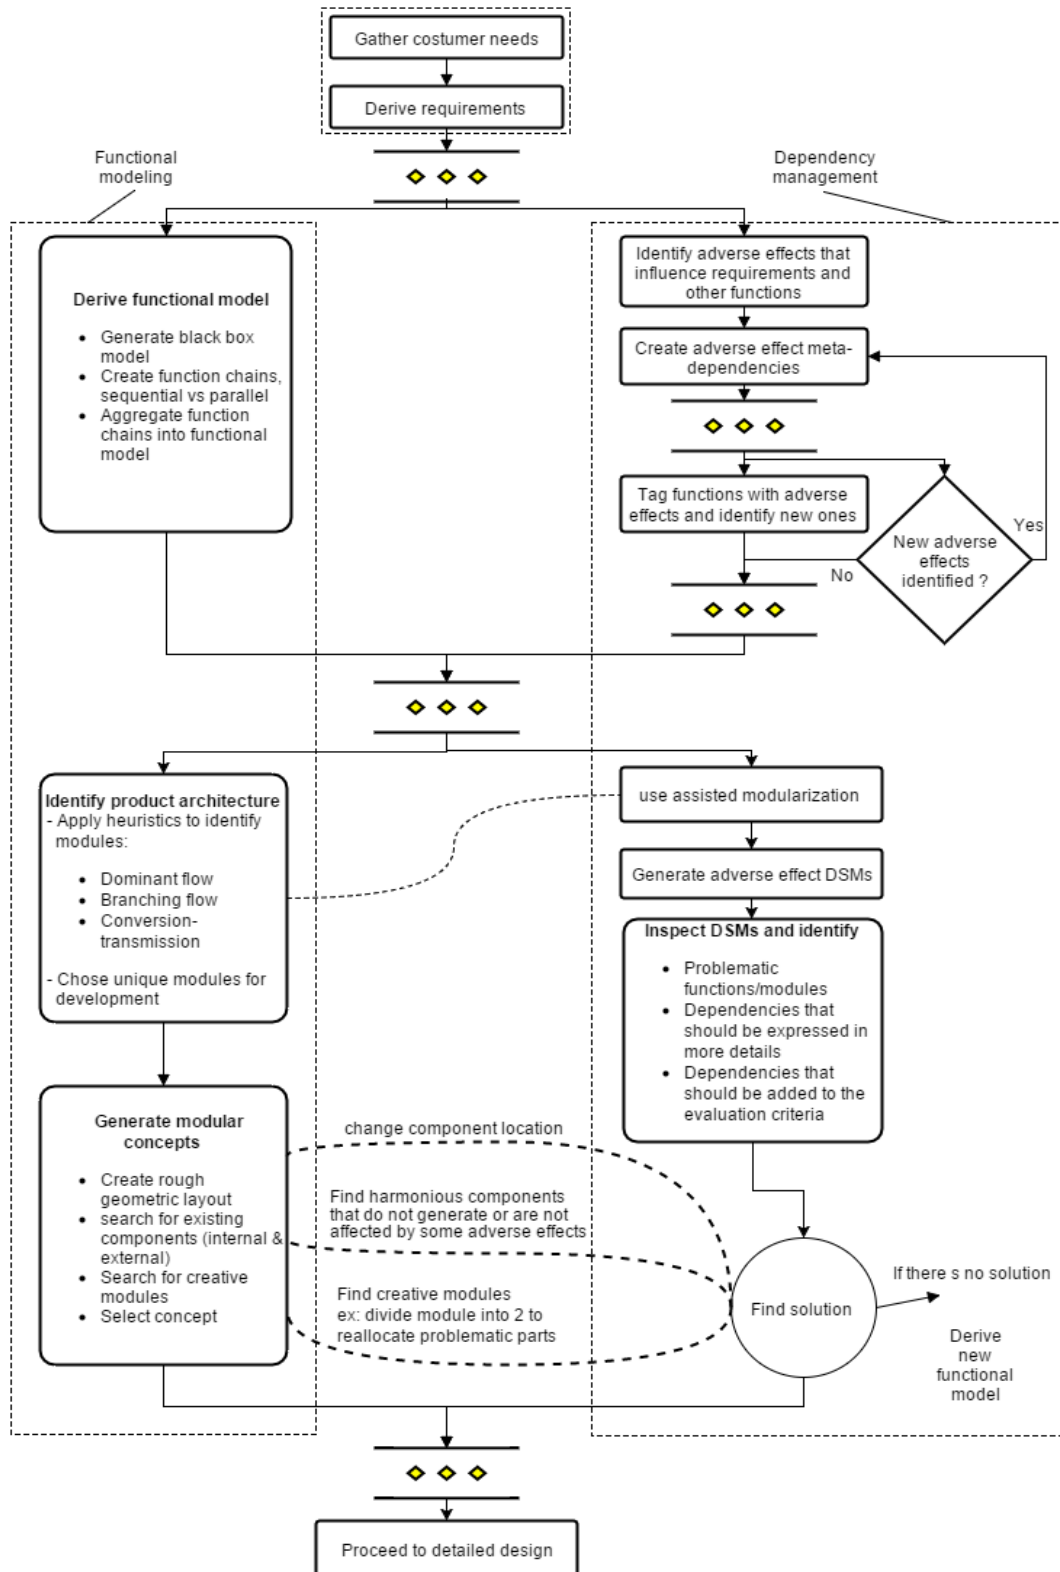 Gather costumer needs
Derive requirements
Functional
modeling
Dependency
management
Derive functional model
• Generate black box
model
• Create function chains,
sequential vs parallel
• Aggregate function
chains into functional
model
Identify adverse effects that
influence requirements and
other functions
Create adverse effect meta-
dependencies
Tag functions with adverse
effects and identify new ones
New adverse
effects
identified ?
Yes
No
Identify product architecture
- Apply heuristics to identify
modules:
• Dominant flow
• Branching flow
• Conversion-
transmission
- Chose unique modules for
development
use assisted modularization
Generate adverse effect DSMs
Inspect DSMs and identify
• Problematic
functions/modules
• Dependencies that
should be expressed in
more details
• Dependencies that
should be added to the
evaluation criteria
Generate modular
concepts
• Create rough
geometric layout
• search for existing
components (internal &
external)
• Search for creative
modules
• Select concept
change component location
Find harmonious components
that do not generate or are not
affected by some adverse effects
Find creative modules
ex: divide module into 2 to
reallocate problematic parts
Find solution
If there s no solution
Derive
new
functional
model
Proceed to detailed design